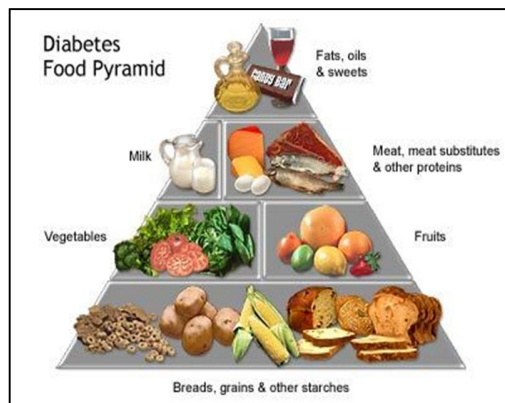 Diabetes
Food Pyramid
Fats, oils
& sweets
CANDY BAR
Milk
Meat, meat substitutes
& other proteins
Vegetables
Fruits
Breads, grains & other starches